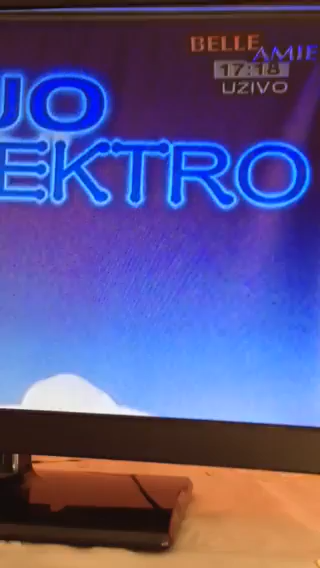 BELLE
AMIE
17:18
UZIVO
JO
EKTRO